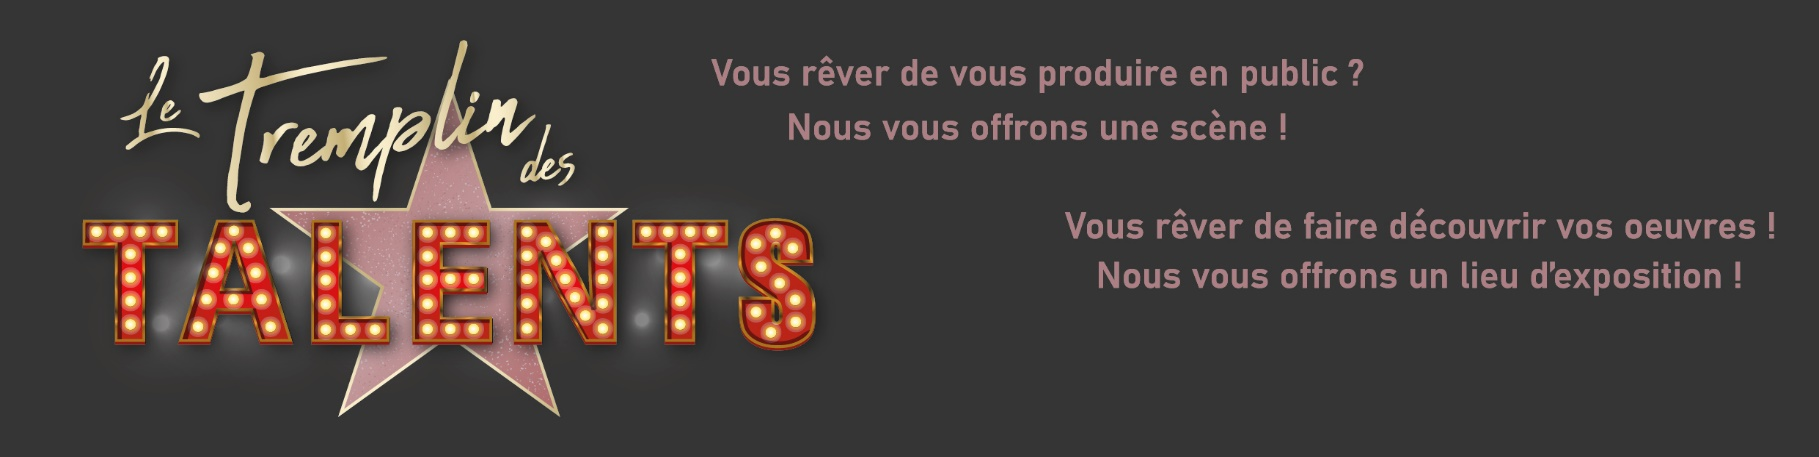 Le Tremplin des
TALENTS
Vous rêver de vous produire en public ?
Nous vous offrons une scène !
Vous rêver de faire découvrir vos oeuvres !
Nous vous offrons un lieu d'exposition !